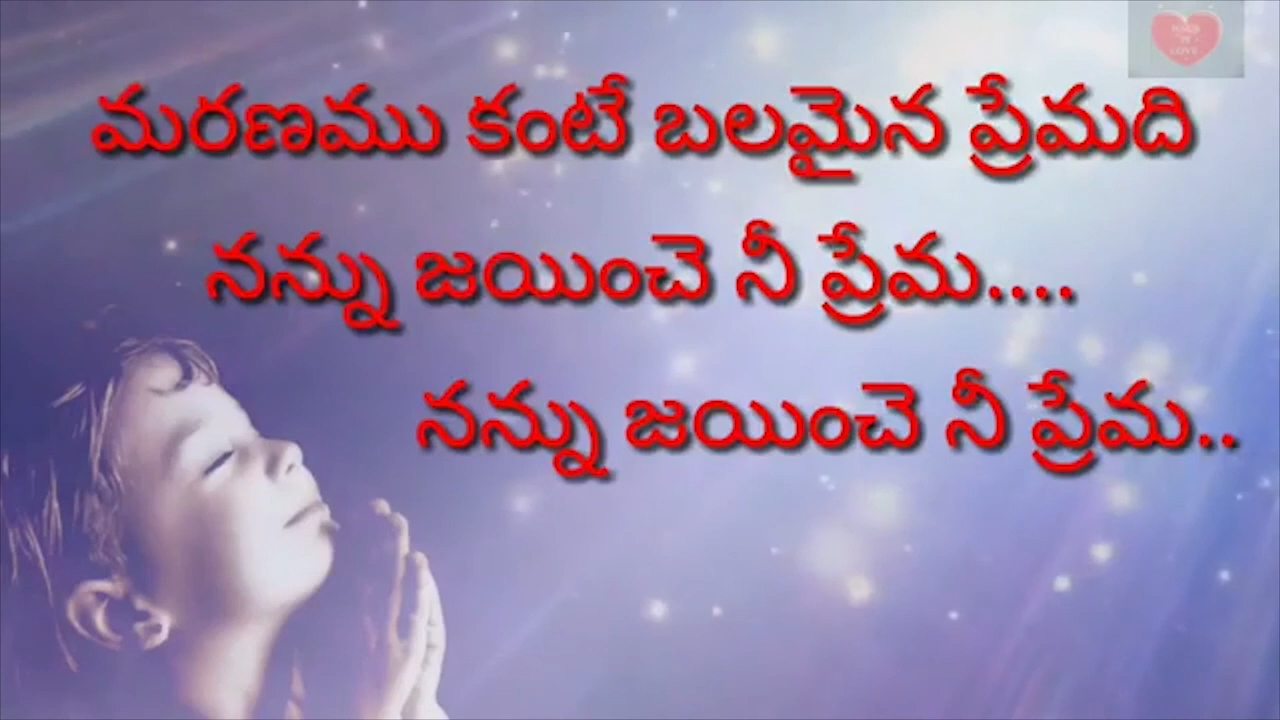 మరణము కంటే బలమైన ప్రేమది
నన్ను జయించె నీ ప్రేమ....
నన్ను జయించె నీ ప్రేమ..